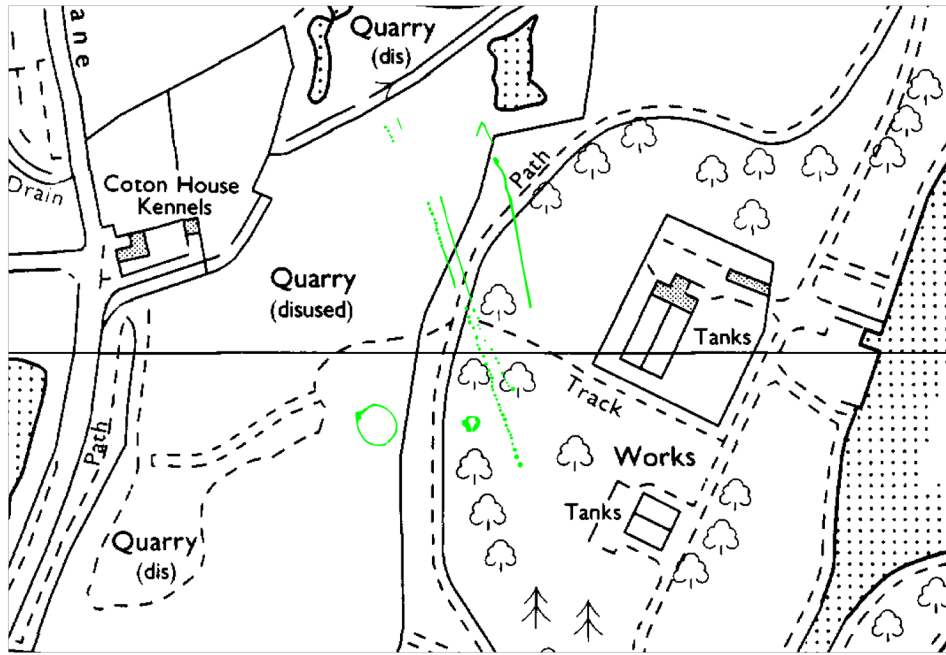 ane
Quarry
(dis)
Path
Drain
Coton House
Kennels
Quarry
(disused)
Tanks
Track
Path
Works
Tanks
Quarry
(dis)